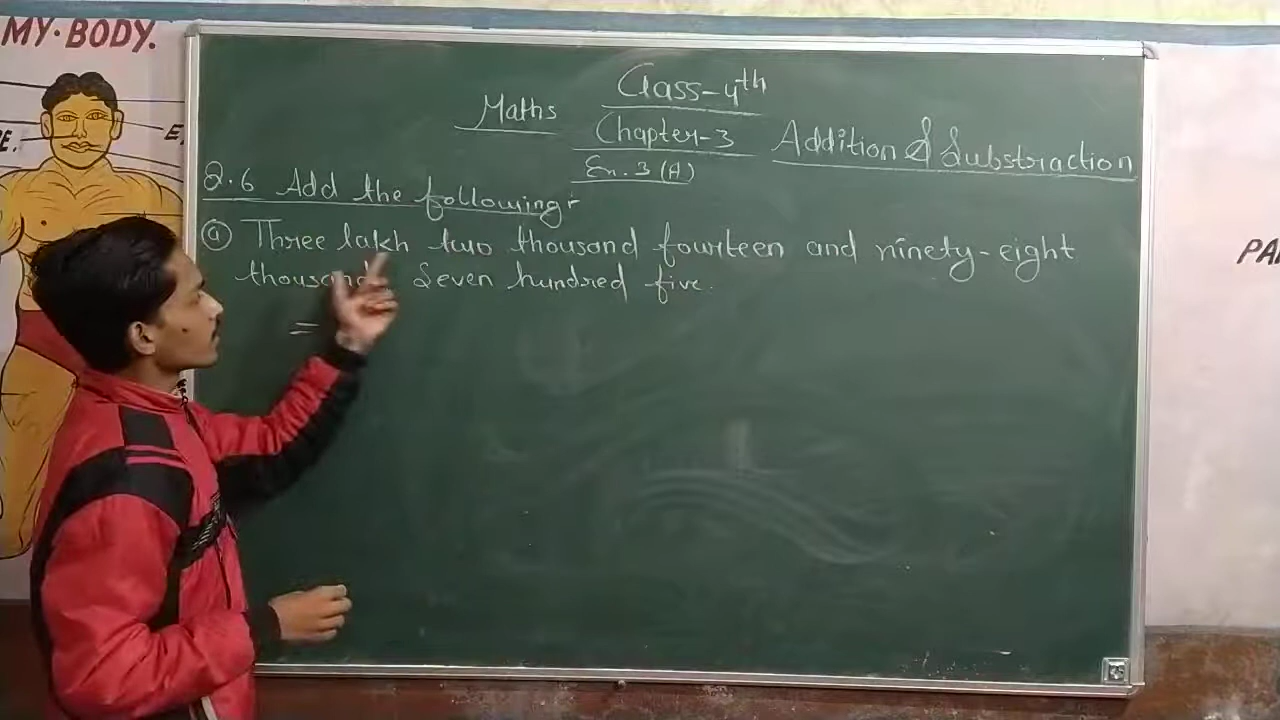 MY·BODY.
Class-4th
Maths
Chapter-3 Addition & Substraction
Ex. 3 (A)
Q.6 Add the following:-
(a) Three lakh two thousand fourteen and ninety-eight
thousand Seven hundred five.
=